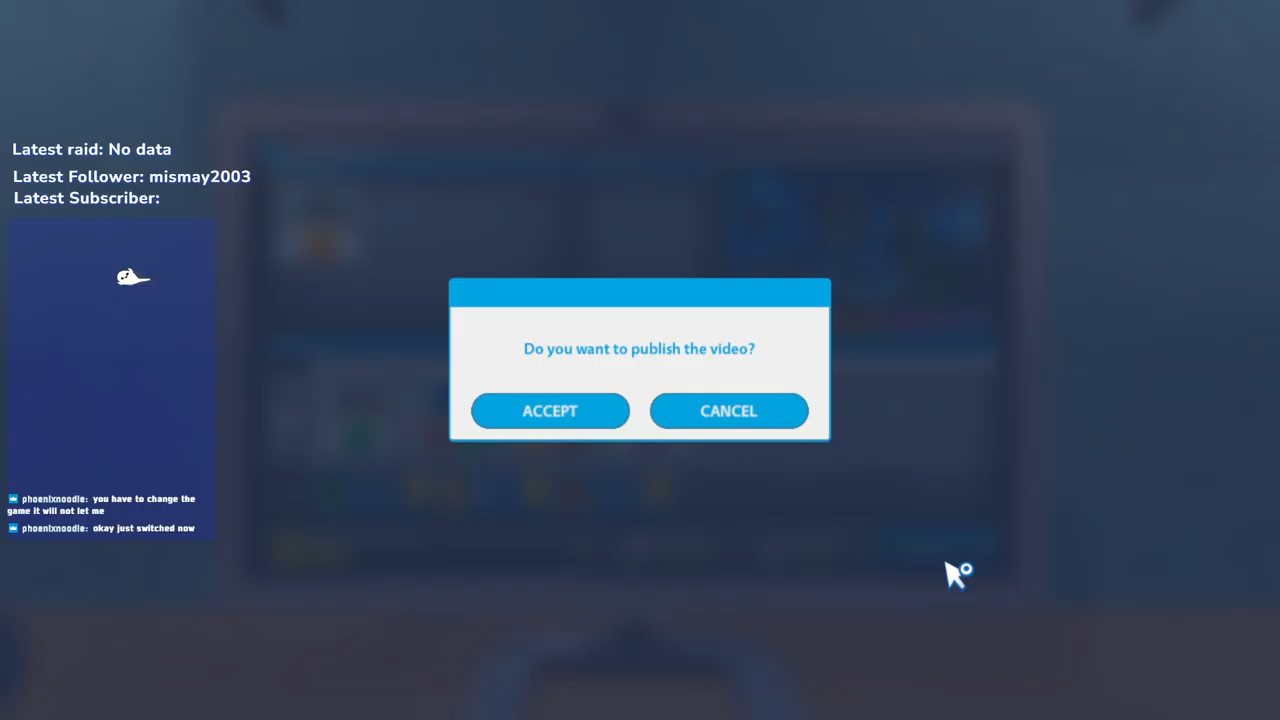 Latest raid: No data
Latest Follower: mismay2003
Latest Subscriber:
Do you want to publish the video?
ACCEPT
CANCEL
phoenixnoodle: you have to change the
game it will not let me
phoenixnoodle: okay just switched now